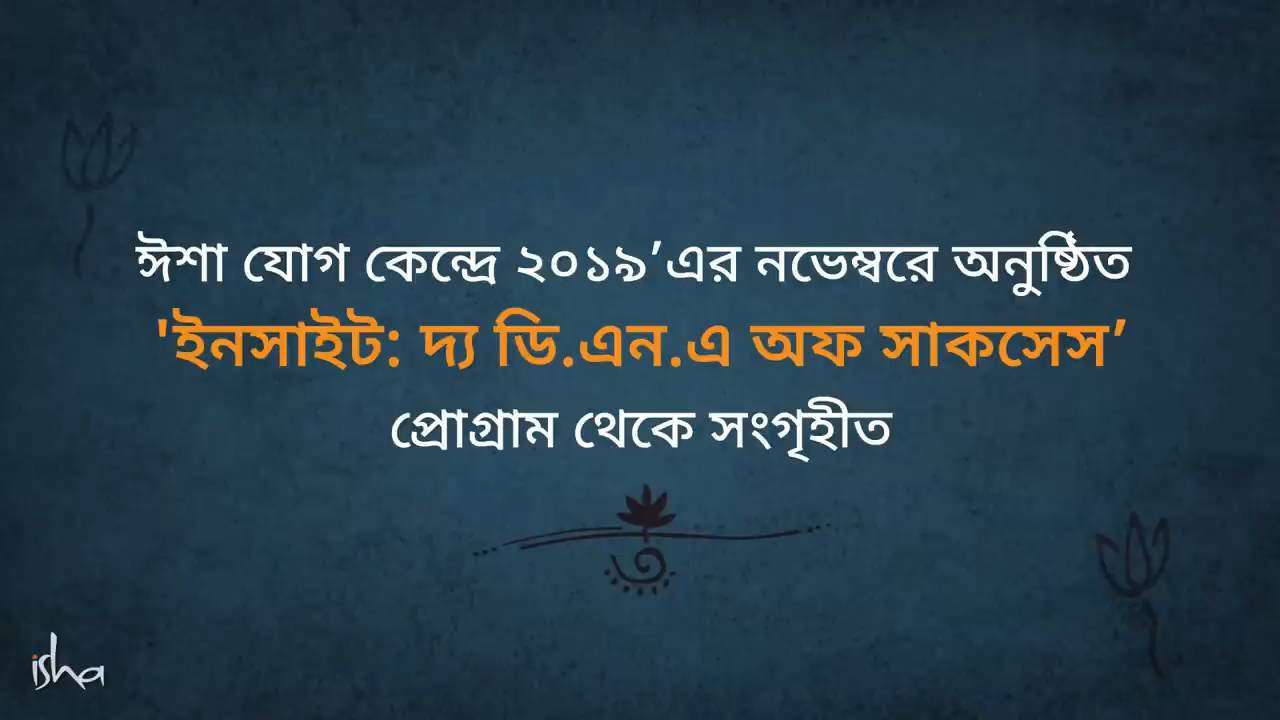 ঈশা যোগ কেন্দ্রে ২০১৯’এর নভেম্বরে অনুষ্ঠিত
'ইনসাইট: দ্য ডি.এন.এ অফ সাকসেস’
প্রোগ্রাম থেকে সংগৃহীত
isha